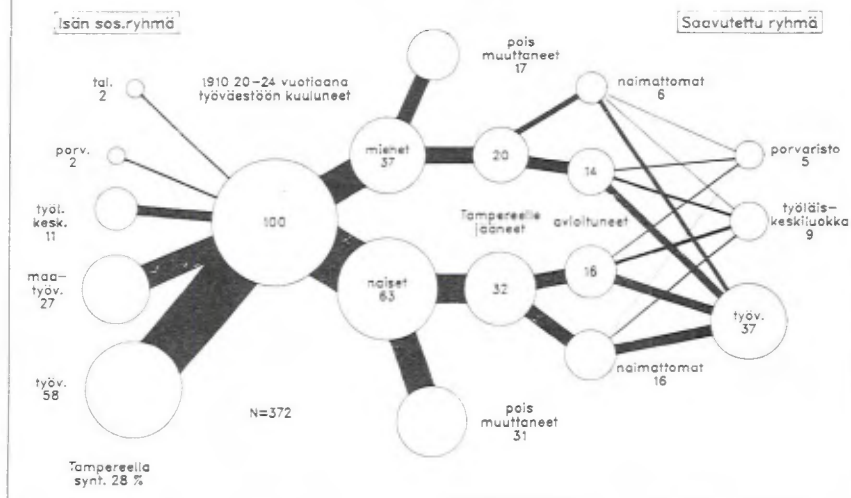 Isän sos.ryhmä
Saavutettu ryhmä
1910 20-24 vuotiaana
työväestöön kuuluneet
tal.
2
porv.
2
työl.
kesk.
11
maa-
työv.
27
työv.
58
Tampereella
synt. 28 %
100
N=372
miehet
37
naiset
63
pois
muuttaneet
17
pois
muuttaneet
31
20
32
Tampereelle
jääneet
avioituneet
naimattomat
6
14
16
naimattomat
16
porvaristo
5
työläis-
keskiluokka
9
työv.
37